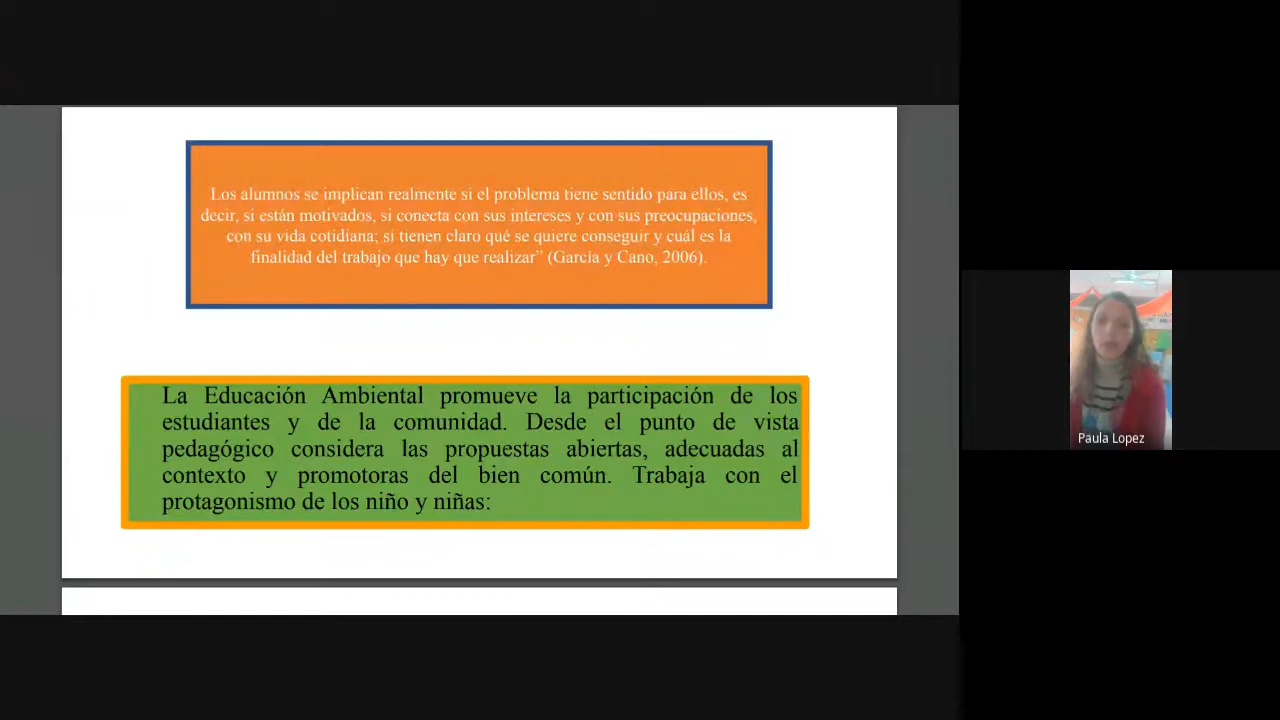 Los alumnos se implican realmente si el problema tiene sentido para ellos, es
decir, si están motivados, si conecta con sus intereses y con sus preocupaciones,
con su vida cotidiana; si tienen claro qué se quiere conseguir y cuál es la
finalidad del trabajo que hay que realizar” (García y Cano, 2006).
La Educación Ambiental promueve la participación de los
estudiantes y de la comunidad. Desde el punto de vista
pedagógico considera las propuestas abiertas, adecuadas al
contexto y promotoras del bien común. Trabaja con el
protagonismo de los niño y niñas:
Paula Lopez